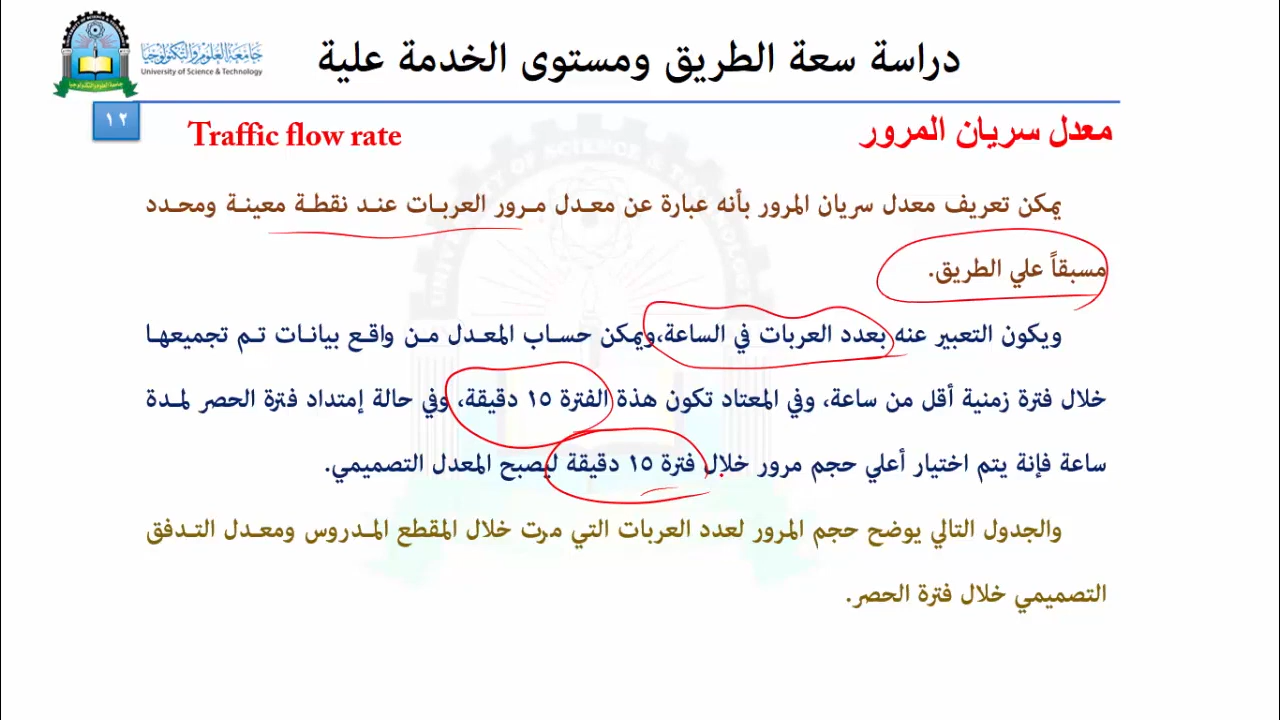 جامعة العلوم والتكنولوجيا
University of Science & Technology
دراسة سعة الطريق ومستوى الخدمة علية
١٢
معدل سريان المرور
Traffic flow rate
يمكن تعريف معدل سريان المرور بأنه عبارة عن معدل مرور العربات عند نقطة معينة ومحدد
مسبقاً علي الطريق.
ويكون التعبير عنه بعدد العربات في الساعة،ويمكن حساب المعدل من واقع بيانات تم تجميعها
خلال فترة زمنية أقل من ساعة، وفي المعتاد تكون هذة الفترة ١٥ دقيقة، وفي حالة إمتداد فترة الحصر لمدة
ساعة فإنة يتم اختيار أعلي حجم مرور خلال فترة ١٥ دقيقة ليصبح المعدل التصميمي.
والجدول التالي يوضح حجم المرور لعدد العربات التي مرت خلال المقطع المدروس ومعدل التدفق
التصميمي خلال فترة الحصر.